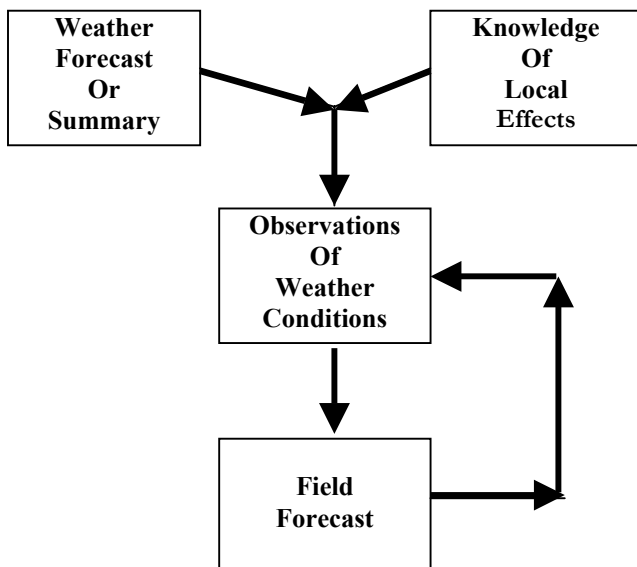 Weather
Forecast
Or
Summary
Knowledge
Of
Local
Effects
Observations
Of
Weather
Conditions
Field
Forecast